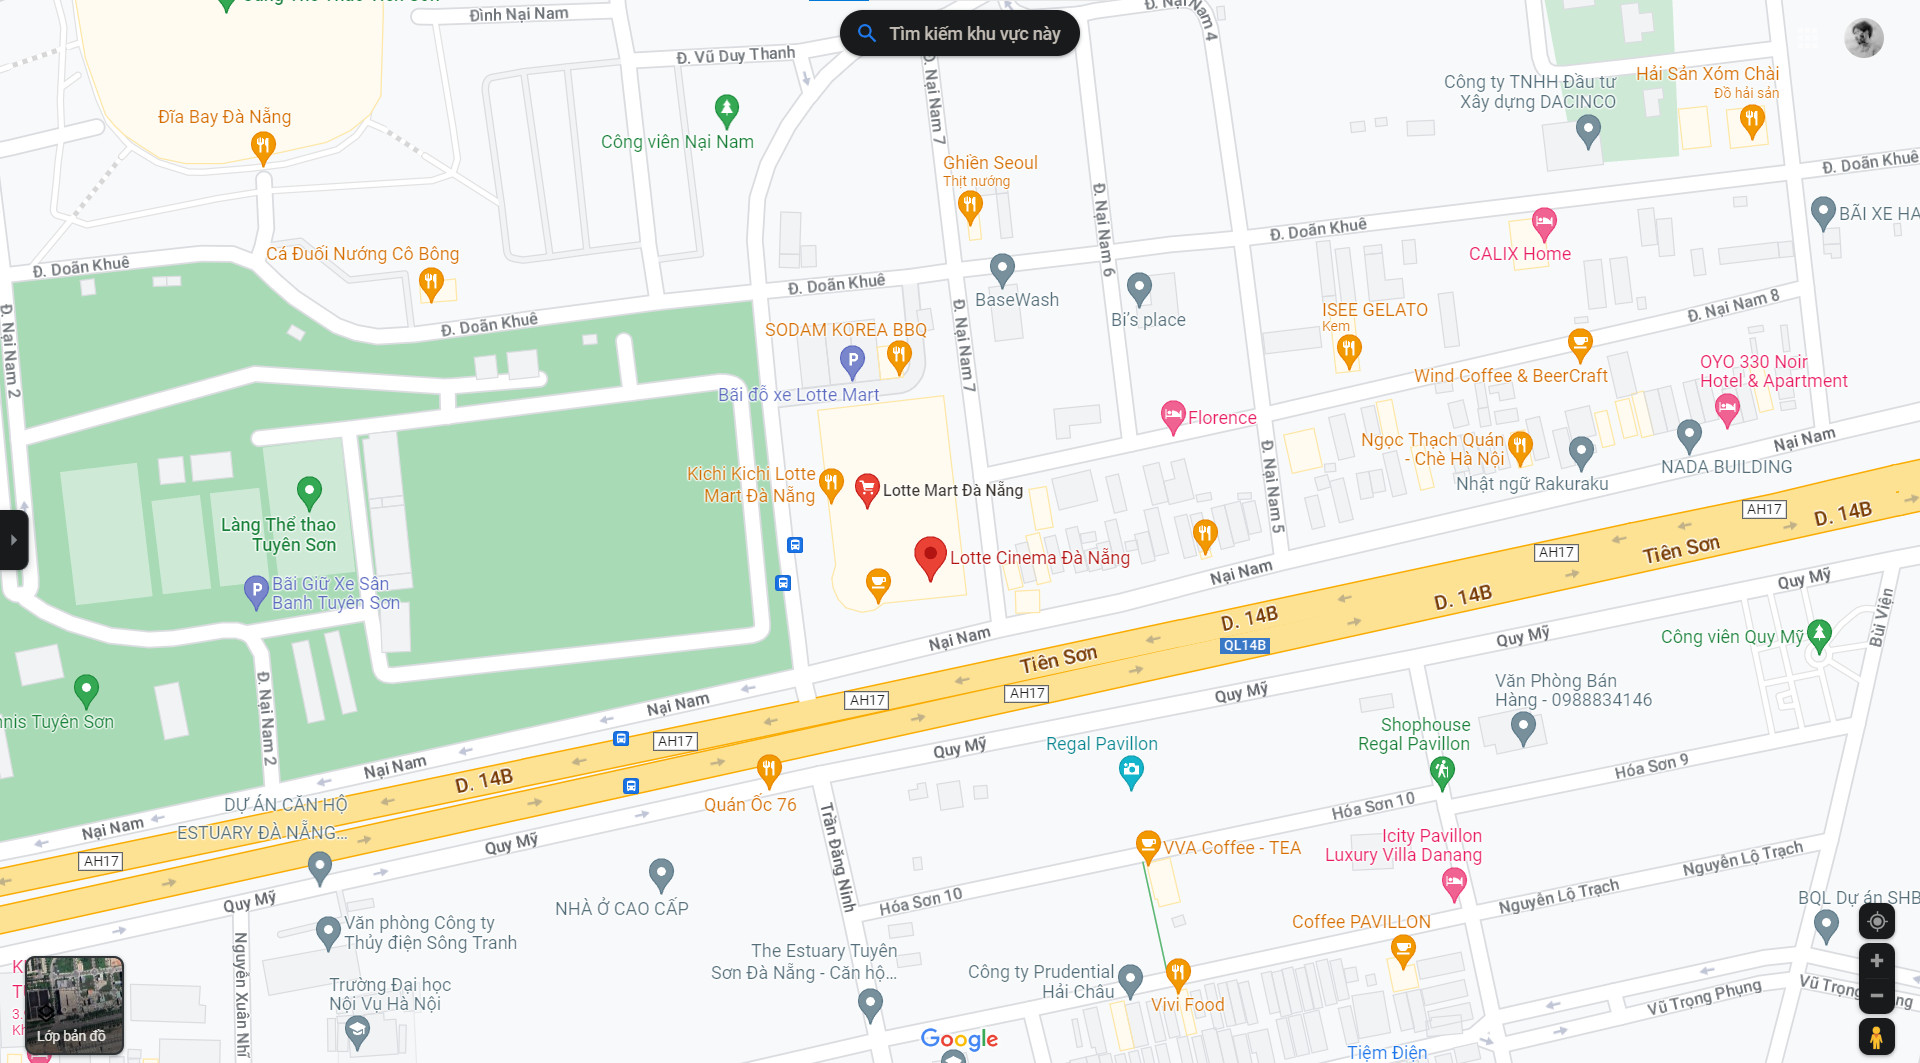 Đình Nại Nam
Đ. Nại Nam 4
Tìm kiếm khu vực này
Đ. Vũ Duy Thanh
Đ. Nại Nam 7
Hải Sản Xóm Chài
Đồ hải sản
Công ty TNHH Đầu tư
Xây dựng DACINCO
Đĩa Bay Đà Nẵng
Công viên Nại Nam
Ghiền Seoul
Thịt nướng
Đ. Doãn Khuê
BÃI XE HA
Đ. Nại Nam 6
Đ. Doãn Khuê
CALIX Home
Cá Đuối Nướng Cô Bông
Đ. Doãn Khuê
Đ. Doãn Khuê
BaseWash
Đ. Nại Nam 8
Đ. Nại Nam 2
Đ. Doãn Khuê
Bi's place
ISEE GELATO
Kem
SODAM KOREA BBQ
Đ. Nại Nam 7
P
Bãi đỗ xe Lotte Mart
Wind Coffee & BeerCraft
OYO 330 Noir
Hotel & Apartment
Florence
Ngọc Thạch Quán
- Chè Hà Nội
Nại Nam
Đ. Nại Nam 5
Kichi Kichi Lotte
Mart Đà Nẵng
Lotte Mart Đà Nẵng
NADA BUILDING
Nhật ngữ Rakuraku
AH17
D. 14B
Làng Thể thao
Tuyên Sơn
Lotte Cinema Đà Nẵng
Nại Nam
AH17
Tiên Sơn
P
Bãi Giữ Xe Sân
Banh Tuyên Sơn
Quy Mỹ
D. 14B
D. 14B
Bùi Viện
Nại Nam
Quy Mỹ
Công viên Quy Mỹ
QL14B
Tiên Sơn
Văn Phòng Bán
Hàng - 0988834146
Đ. Nại Nam 2
Nại Nam
AH17
AH17
Quy Mỹ
nnis Tuyên Sơn
Shophouse
Regal Pavillon
AH17
Quy Mỹ
Regal Pavillon
Nại Nam
D. 14B
Hóa Sơn 9
DỰ ÁN CĂN HỘ
ESTUARY ĐÀ NẴNG...
Quán Ốc 76
Hóa Sơn 10
Nại Nam
Quy Mỹ
Trần Đăng Ninh
Icity Pavillon
Luxury Villa Danang
VVA Coffee - TEA
Nguyễn Lộ Trạch
AH17
Quy Mỹ
NHÀ Ở CAO CẤP
Hóa Sơn 10
Nguyễn Lộ Trạch
BQL Dự án SHB
Coffee PAVILLON
Văn phòng Công ty
Thủy điện Sông Tranh
Nguyễn Xuân Nhĩ
The Estuary Tuyên
Sơn Đà Nẵng - Căn hộ...
Công ty Prudential
Hải Châu
Trường Đại học
Nội Vụ Hà Nội
Vivi Food
Vũ Trọng Phụng
Lớp bản đồ
Google
Tiệm Điện